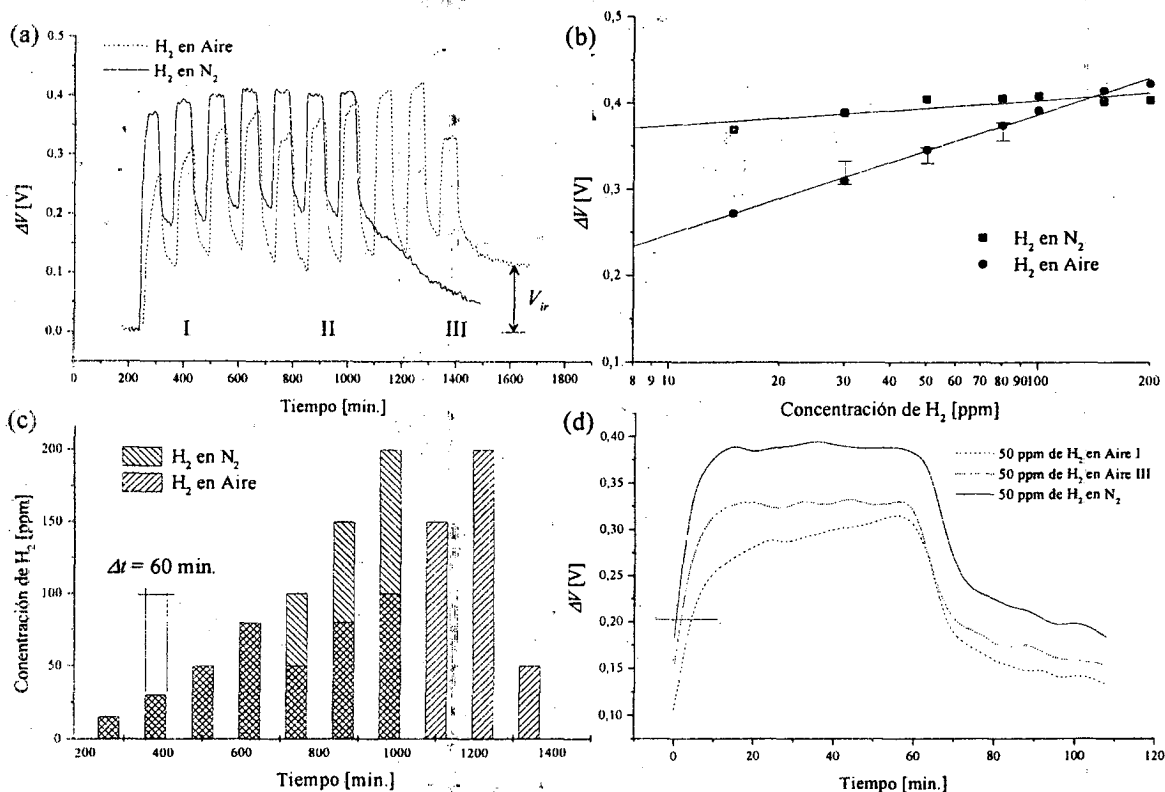 (a)
H₂ en Aire
H₂ en N₂
0,5
0,4
0,3
0,2
0,1
0,0
ΔV [V]
I
II
III
V_ir
200 400 600 800 1000 1200 1400 1600 1800
Tiempo [min.]
(b)
0,5
0,4
0,3
0,2
0,1
ΔV [V]
H₂ en N₂
H₂ en Aire
8 9 10 20 30 40 50 60 70 80 90 100 200
Concentración de H₂ [ppm]
(c)
H₂ en N₂
H₂ en Aire
200
150
100
50
0
Conentración de H₂ [ppm]
Δt = 60 min.
200 400 600 800 1000 1200 1400
Tiempo [min.]
(d)
0,40
0,35
0,30
0,25
0,20
0,15
0,10
ΔV [V]
50 ppm de H₂ en Aire I
50 ppm de H₂ en Aire III
50 ppm de H₂ en N₂
0 20 40 60 80 100 120
Tiempo [min.]